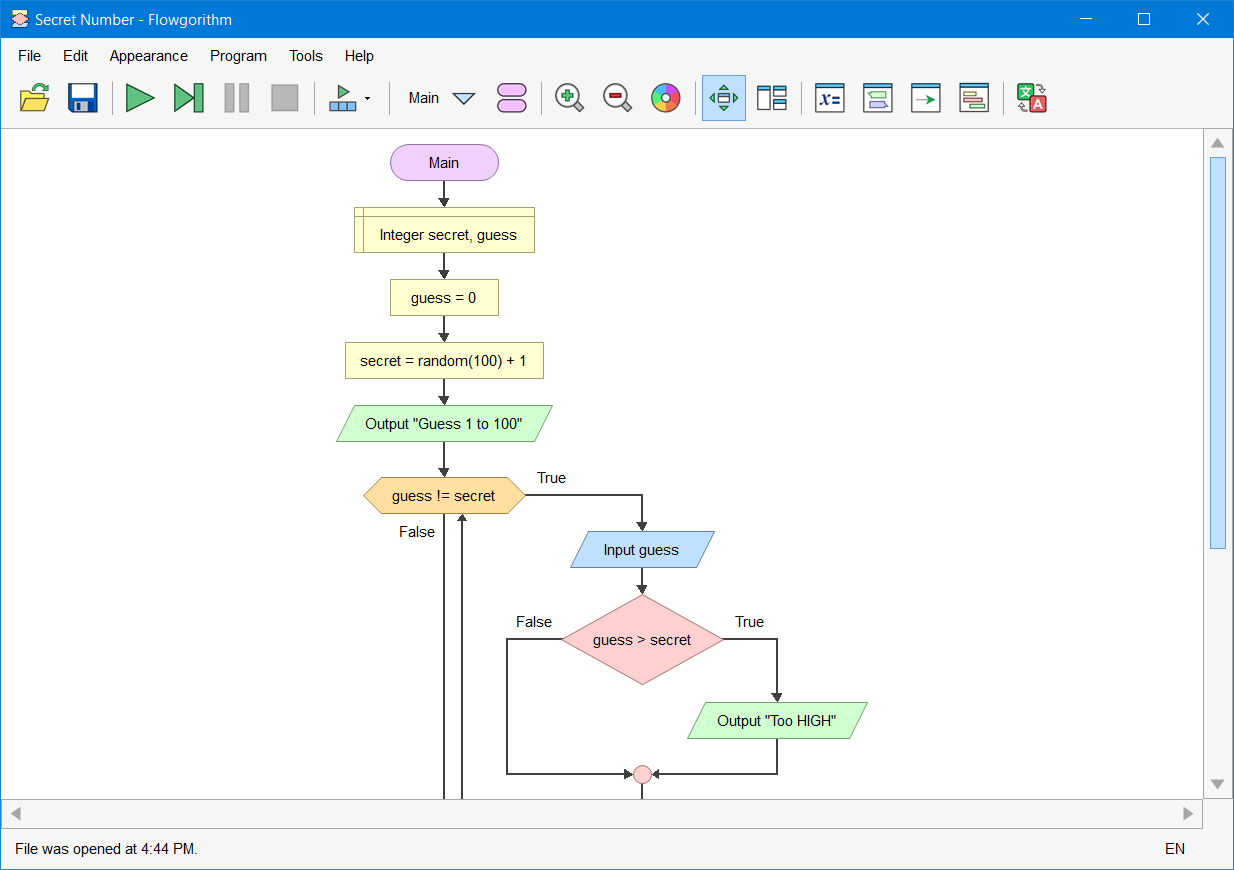 Secret Number - Flowgorithm
File Edit Appearance Program Tools Help
Main
x=
文
A
Main
Integer secret, guess
guess = 0
secret = random(100) + 1
Output "Guess 1 to 100"
True
guess != secret
False
Input guess
False
True
guess > secret
Output "Too HIGH"
File was opened at 4:44 PM.
EN